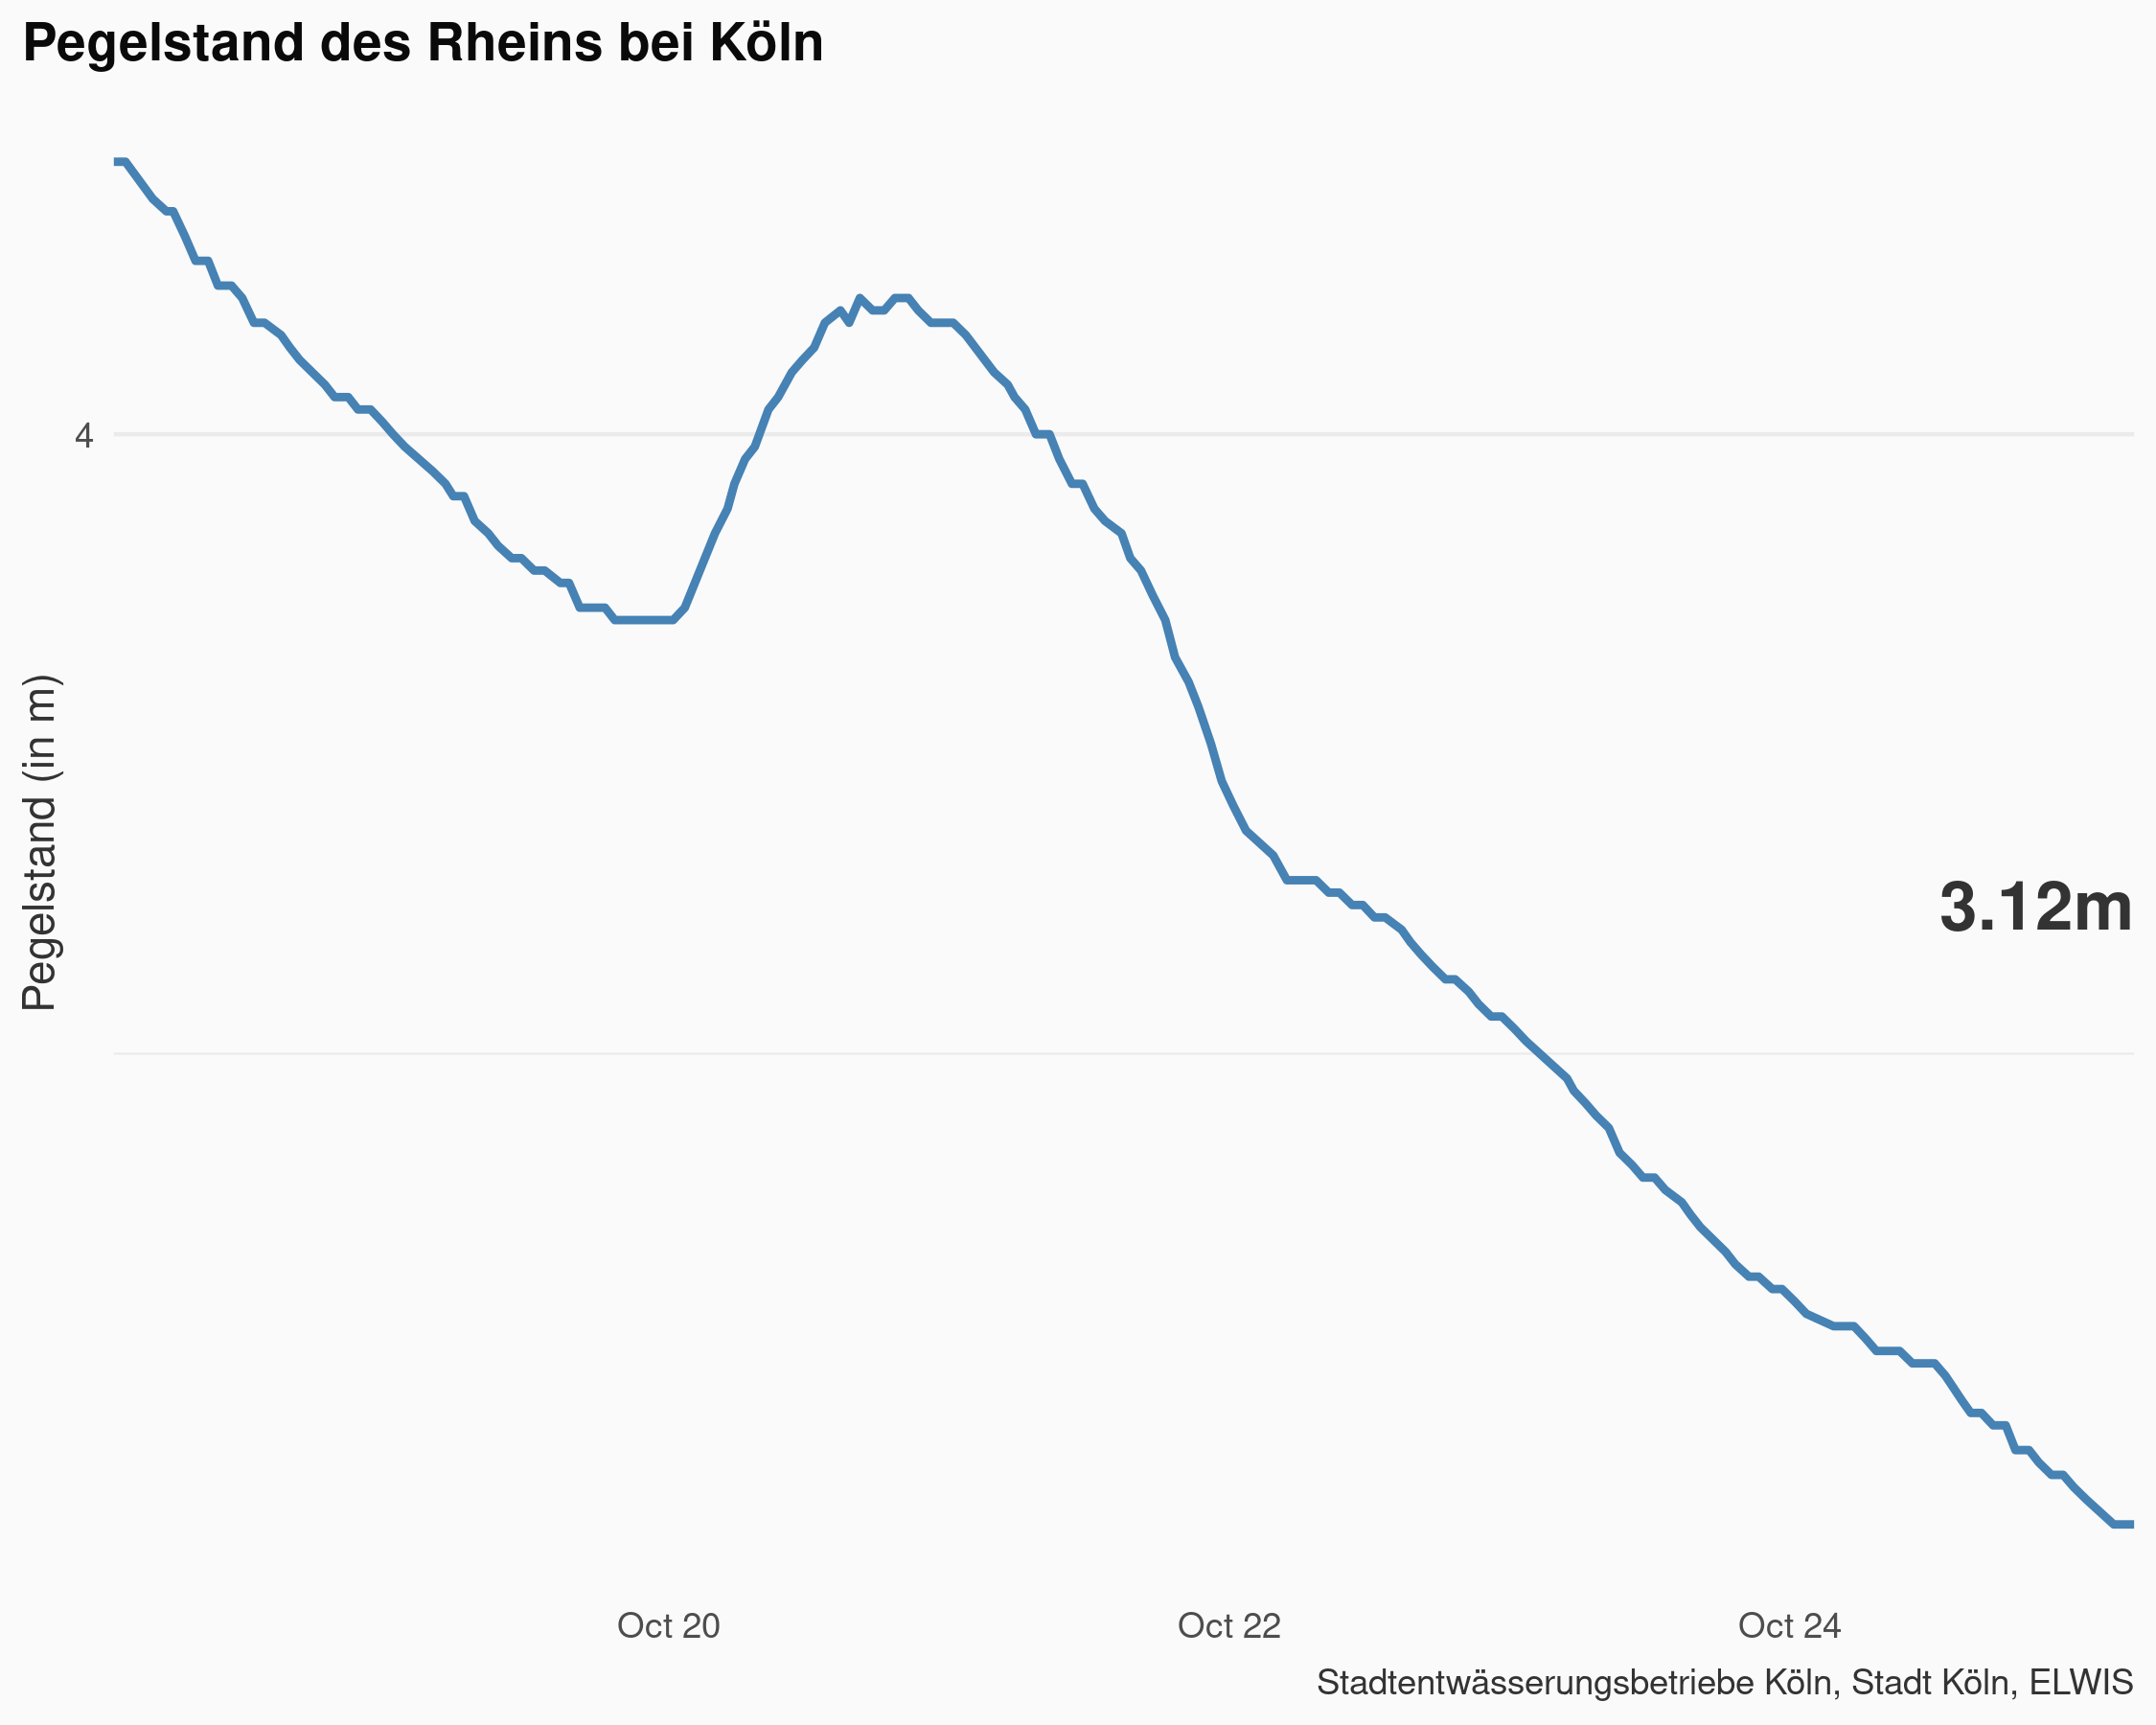 Pegelstand des Rheins bei Köln
4
Pegelstand (in m)
3.12m
Oct 20
Oct 22
Oct 24
Stadtentwässerungsbetriebe Köln, Stadt Köln, ELWIS